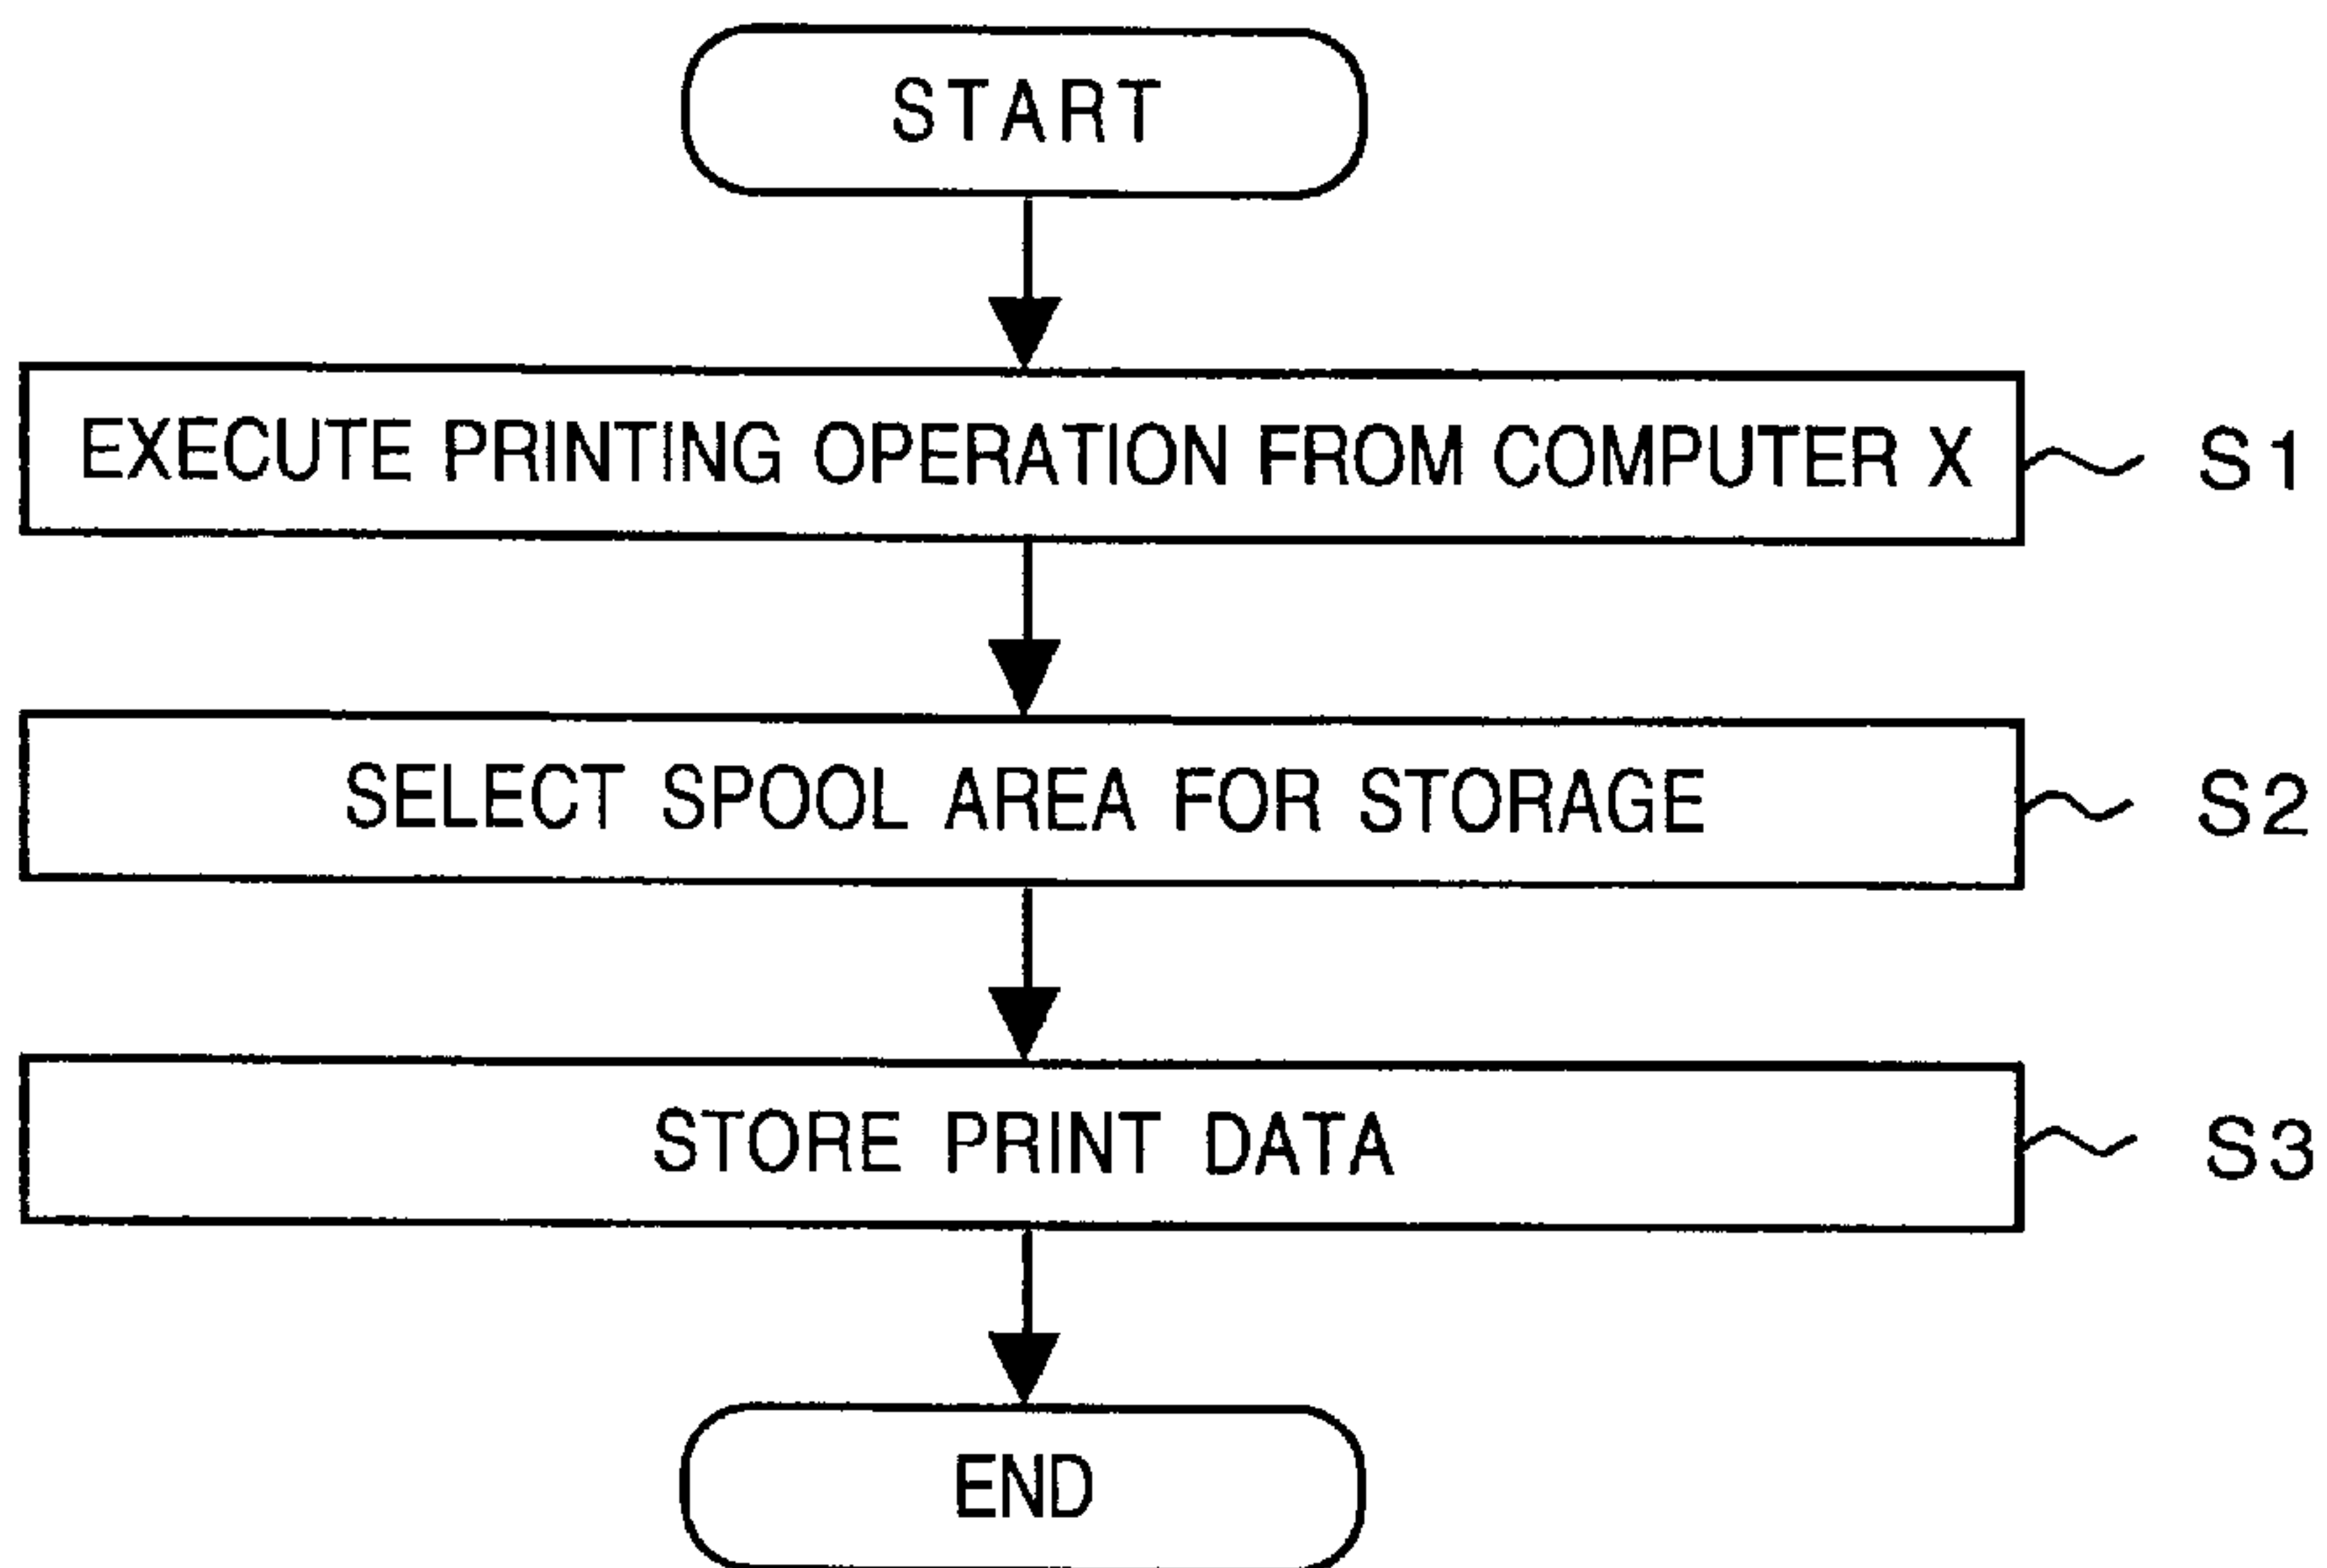 START
EXECUTE PRINTING OPERATION FROM COMPUTER X
S1
SELECT SPOOL AREA FOR STORAGE
S2
STORE PRINT DATA
S3
END